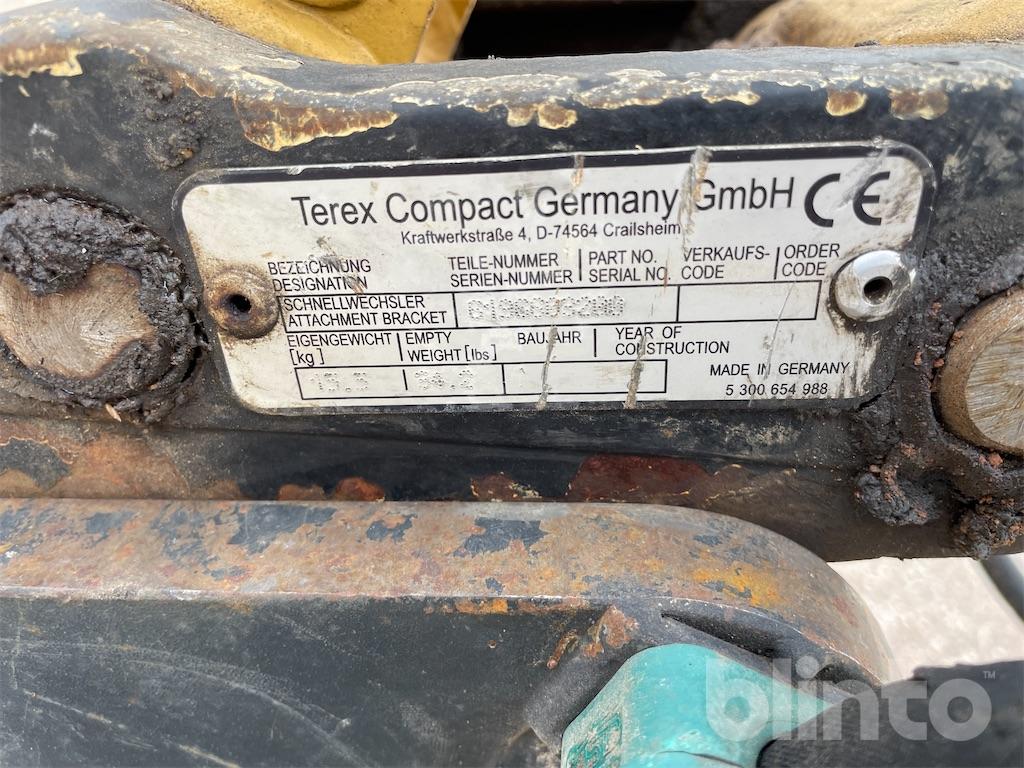 Terex Compact Germany GmbH CE
Kraftwerkstraße 4, D-74564 Crailsheim
BEZEICHNUNG TEILE-NUMMER PART NO. VERKAUFS- ORDER
DESIGNATION SERIEN-NUMMER SERIAL NO. CODE CODE
SCHNELLWECHSLER
ATTACHMENT BRACKET
EIGENGEWICHT EMPTY BAUJAHR YEAR OF
[kg] WEIGHT [lbs] CONSTRUCTION
MADE IN GERMANY
5 300 654 988
blinto™